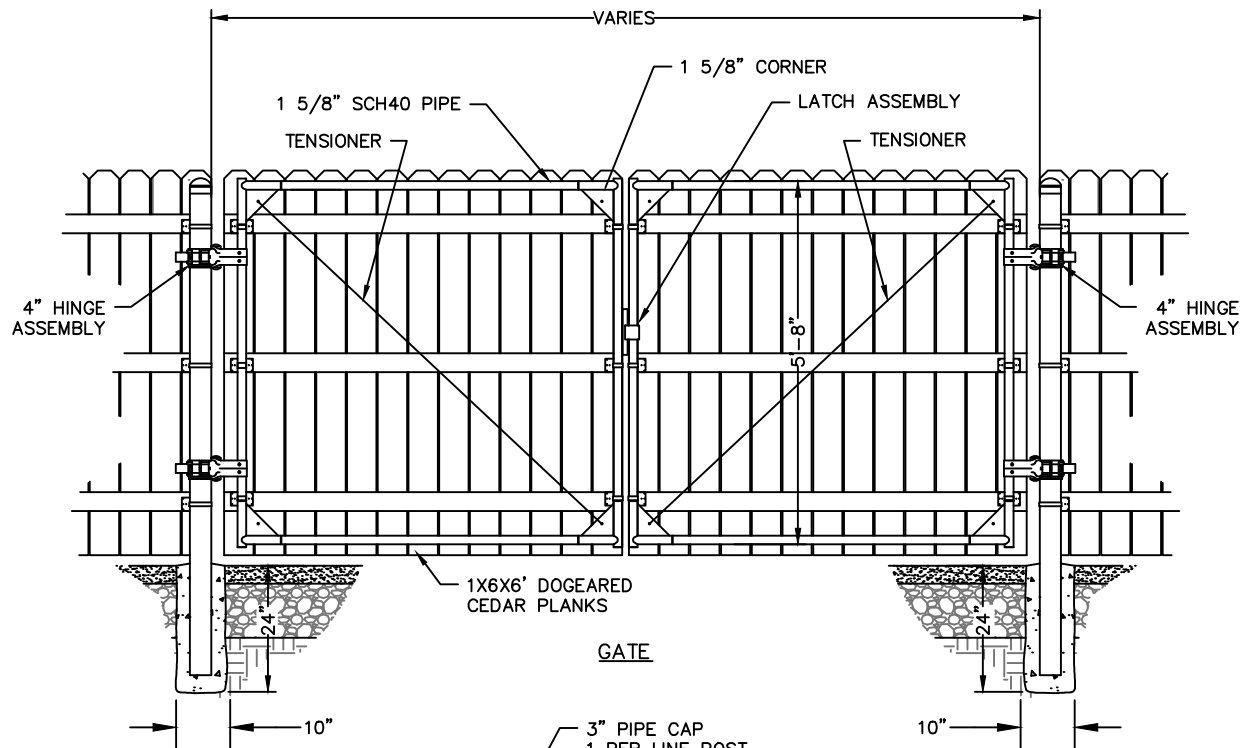 VARIES
1 5/8" CORNER
1 5/8" SCH40 PIPE
LATCH ASSEMBLY
TENSIONER
TENSIONER
4" HINGE
ASSEMBLY
5'-8"
4" HINGE
ASSEMBLY
1X6X6' DOGEARED
CEDAR PLANKS
24"
24"
GATE
10"
3" PIPE CAP
1 PER LINE POST
10"